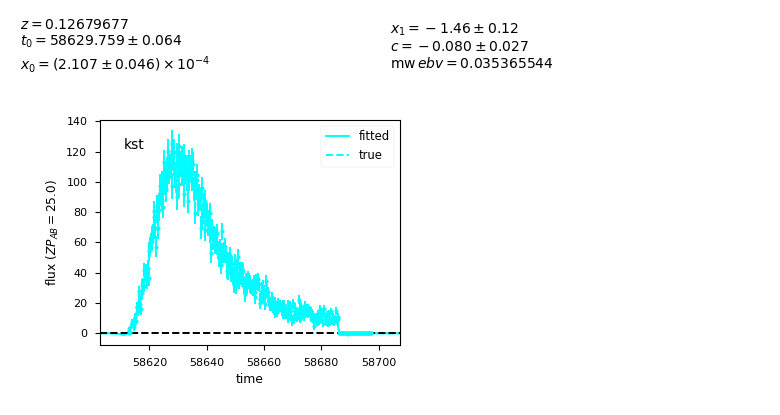 z = 0.12679677
t₀ = 58629.759 ± 0.064
x₀ = (2.107 ± 0.046) × 10⁻⁴
x₁ = −1.46 ± 0.12
c = −0.080 ± 0.027
mw ebv = 0.035365544
140
120
100
80
60
40
20
0
flux (ZP_AB = 25.0)
kst
fitted
true
58620 58640 58660 58680 58700
time